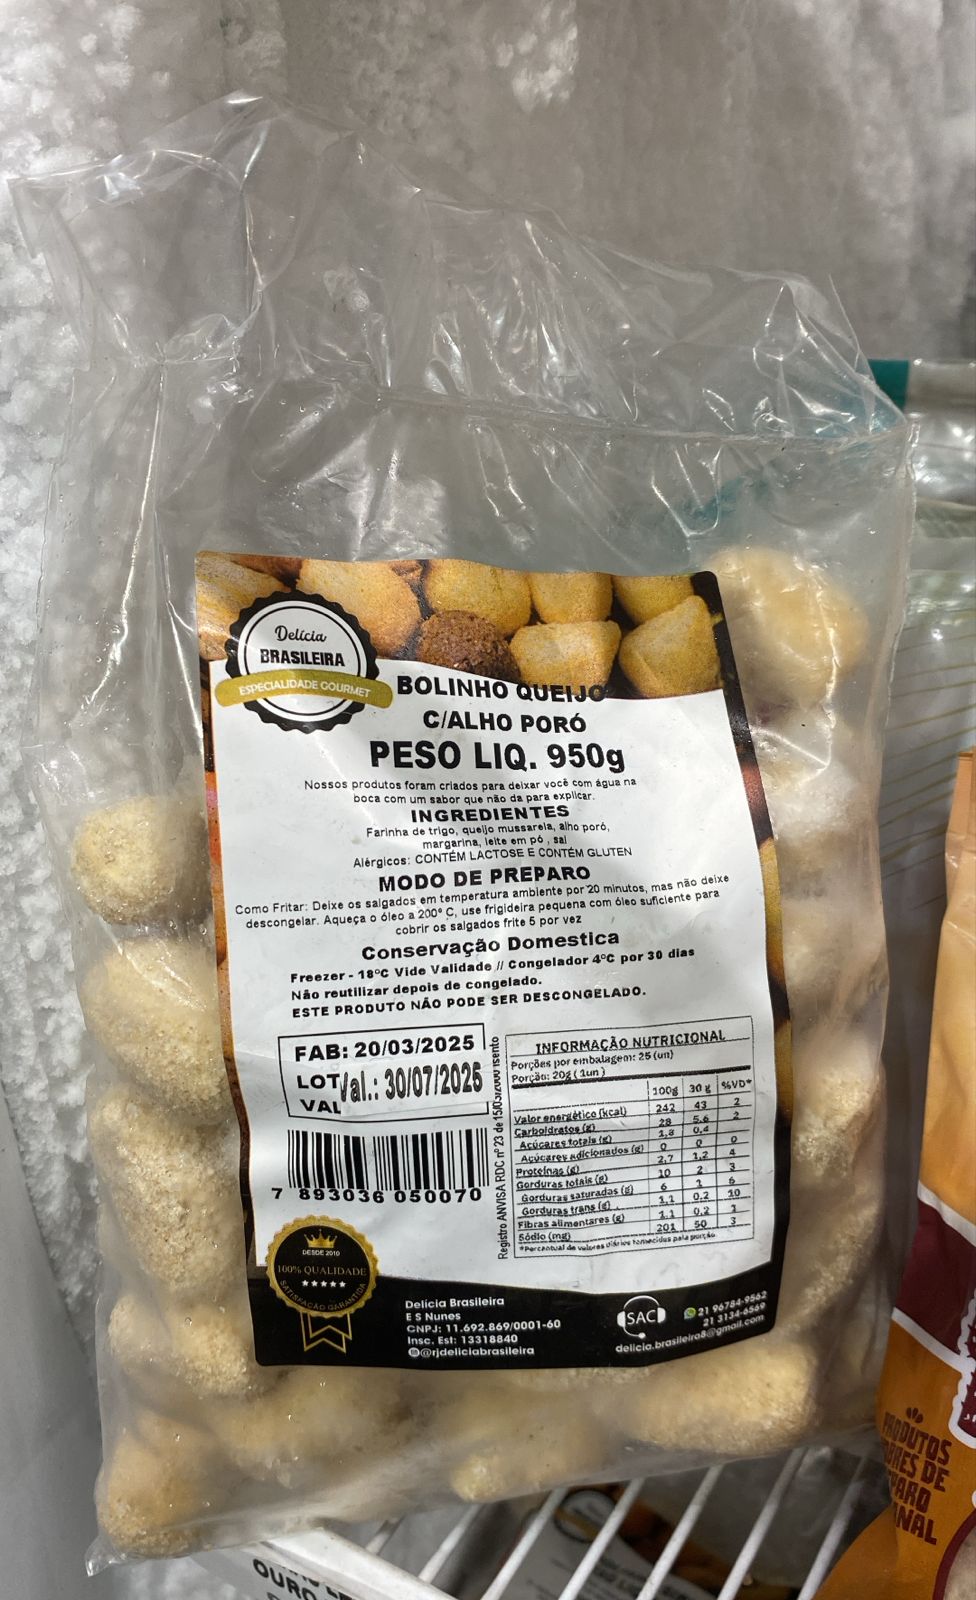 Delícia
BRASILEIRA
ESPECIALIDADE GOURMET
BOLINHO QUEIJO
C/ALHO PORÓ
PESO LIQ. 950g
Nossos produtos foram criados para deixar você com água na
boca com um sabor que não da para explicar.
INGREDIENTES
Farinha de trigo, queijo mussarela, alho poró,
margarina, leite em pó , sal
Alérgicos: CONTÉM LACTOSE E CONTÉM GLUTEN
MODO DE PREPARO
Como Fritar: Deixe os salgados em temperatura ambiente por 20 minutos, mas não deixe
descongelar. Aqueça o óleo a 200° C, use frigideira pequena com óleo suficiente para
cobrir os salgados frite 5 por vez
Conservação Domestica
Freezer - 18ºC Vide Validade // Congelador 4ºC por 30 dias
Não reutilizar depois de congelado.
ESTE PRODUTO NÃO PODE SER DESCONGELADO.
FAB: 20/03/2025
LOT
VAL
Val.: 30/07/2025
7 893036 050070
Registro ANVISA RDC nº 23 de 15/03/2000 Isento
INFORMAÇÃO NUTRICIONAL
Porções por embalagem: 25 (un)
Porção: 20g ( 1un )
100g 30 g %VD*
Valor energético (kcal) 242 43 2
Carboidratos (g) 28 5,6 2
Açúcares totais (g) 1,8 0,4
Açúcares adicionados (g) 0 0 0
Proteínas (g) 2,7 1,2 4
Gorduras totais (g) 10 2 3
Gorduras saturadas (g) 6 1 6
Gorduras trans (g) 1,1 0,2 10
Fibras alimentares (g) 1,1 0,2 1
Sódio (mg) 201 50 3
*Percentual de valores diários fornecidos pela porção
DESDE 2010
100% QUALIDADE
SATISFAÇÃO GARANTIDA
Delícia Brasileira
E S Nunes
CNPJ: 11.692.869/0001-60
Insc. Est: 13318840
@rjdeliciabrasileira
SAC
21 96784-9562
21 3134-6569
delicia.brasileira8@gmail.com
OURO